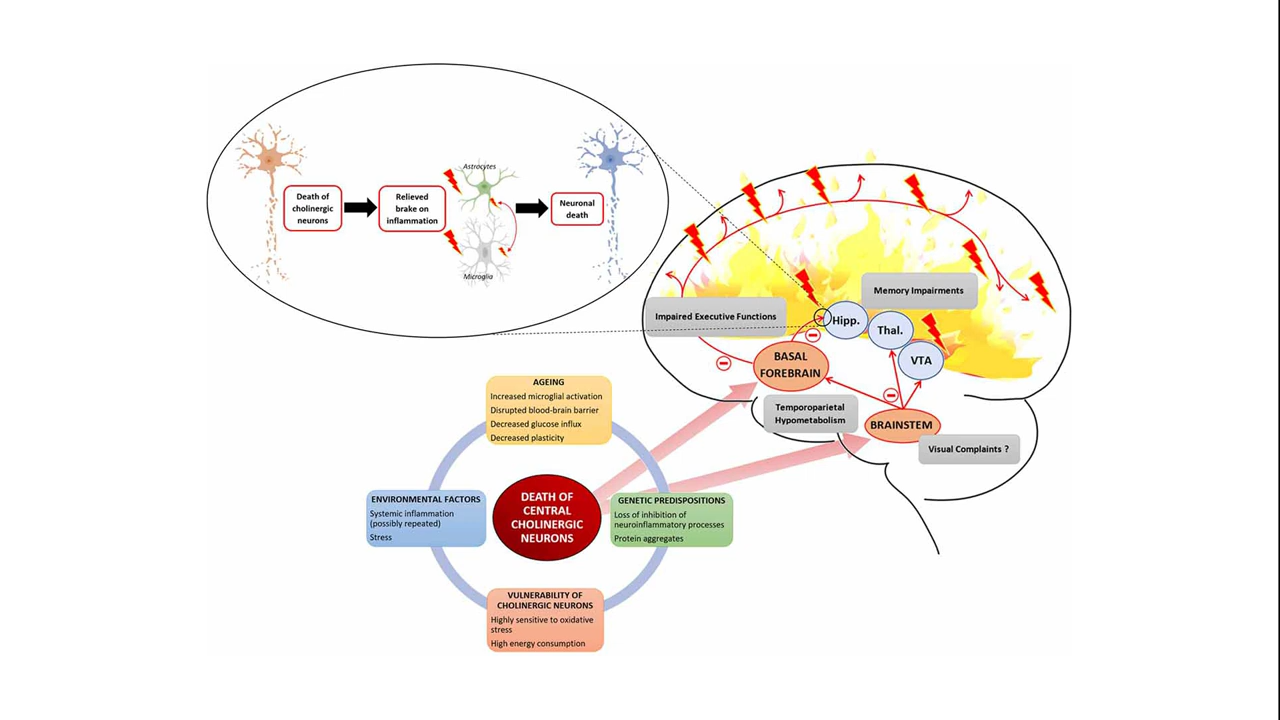 Astrocytes
Death of
cholinergic
neurons
Relieved
brake on
inflammation
Neuronal
death
Microglia
Memory Impairments
Impaired Executive Functions
Hipp.
Thal.
VTA
BASAL
FOREBRAIN
Temporoparietal
Hypometabolism
BRAINSTEM
Visual Complaints ?
AGEING
Increased microglial activation
Disrupted blood-brain barrier
Decreased glucose influx
Decreased plasticity
ENVIRONMENTAL FACTORS
Systemic inflammation
(possibly repeated)
Stress
DEATH OF
CENTRAL
CHOLINERGIC
NEURONS
GENETIC PREDISPOSITIONS
Loss of inhibition of
neuroinflammatory processes
Protein aggregates
VULNERABILITY OF
CHOLINERGIC NEURONS
Highly sensitive to oxidative
stress
High energy consumption